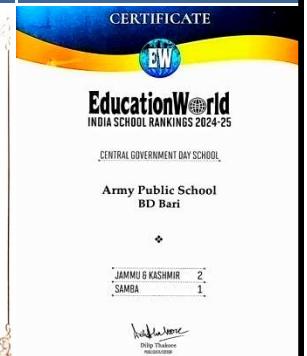 CERTIFICATE
EW
EducationWorld
INDIA SCHOOL RANKINGS 2024-25
CENTRAL GOVERNMENT DAY SCHOOL
Army Public School
BD Bari
JAMMU & KASHMIR 2
SAMBA 1
Dilip Thakore